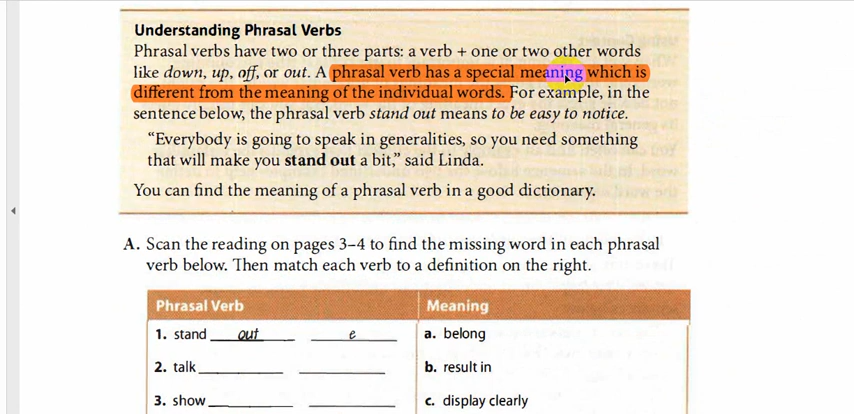 Understanding Phrasal Verbs
Phrasal verbs have two or three parts: a verb + one or two other words
like down, up, off, or out. A phrasal verb has a special meaning which is
different from the meaning of the individual words. For example, in the
sentence below, the phrasal verb stand out means to be easy to notice.
"Everybody is going to speak in generalities, so you need something
that will make you stand out a bit," said Linda.
You can find the meaning of a phrasal verb in a good dictionary.
A. Scan the reading on pages 3–4 to find the missing word in each phrasal
verb below. Then match each verb to a definition on the right.
Phrasal Verb Meaning
1. stand out e a. belong
2. talk b. result in
3. show c. display clearly